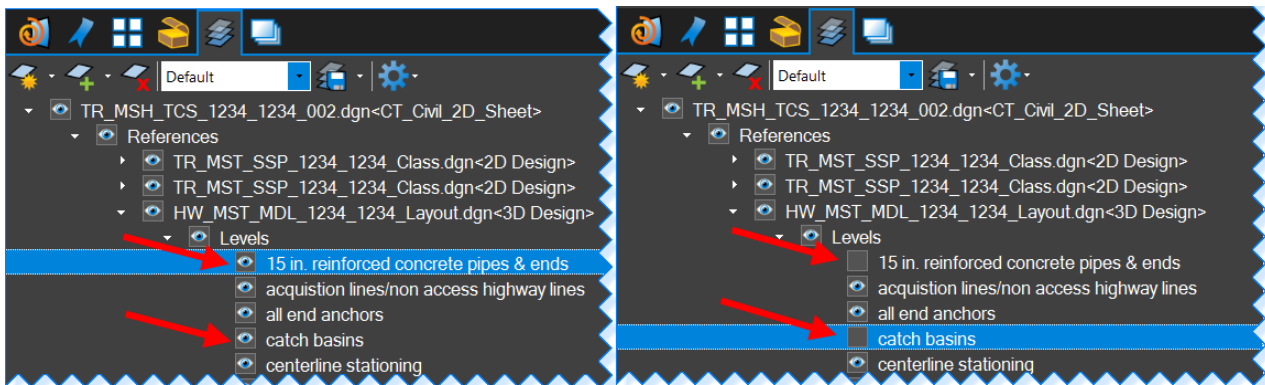 Default
TR_MSH_TCS_1234_1234_002.dgn<CT_Civil_2D_Sheet>
References
TR_MST_SSP_1234_1234_Class.dgn<2D Design>
TR_MST_SSP_1234_1234_Class.dgn<2D Design>
HW_MST_MDL_1234_1234_Layout.dgn<3D Design>
Levels
15 in. reinforced concrete pipes & ends
acquistion lines/non access highway lines
all end anchors
catch basins
centerline stationing
Default
TR_MSH_TCS_1234_1234_002.dgn<CT_Civil_2D_Sheet>
References
TR_MST_SSP_1234_1234_Class.dgn<2D Design>
TR_MST_SSP_1234_1234_Class.dgn<2D Design>
HW_MST_MDL_1234_1234_Layout.dgn<3D Design>
Levels
15 in. reinforced concrete pipes & ends
acquistion lines/non access highway lines
all end anchors
catch basins
centerline stationing